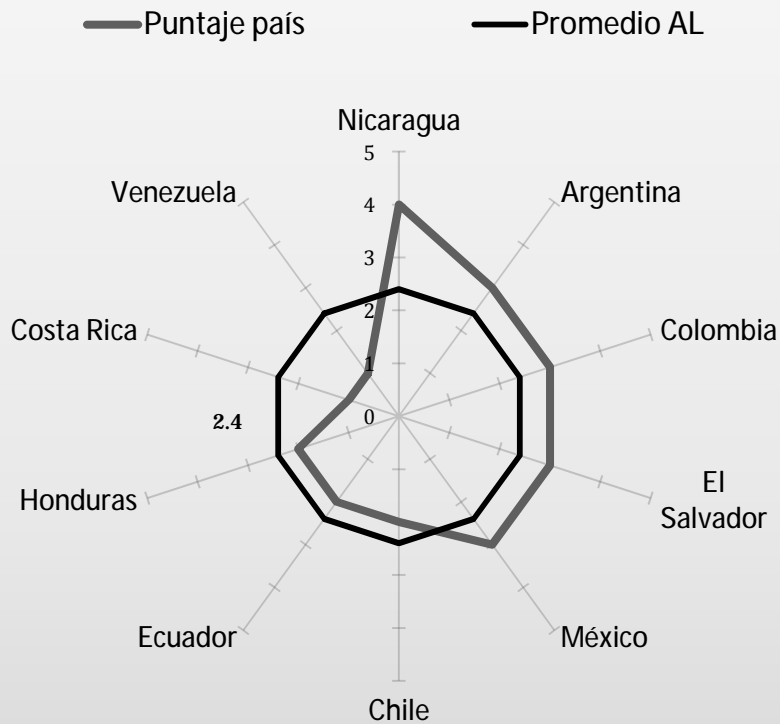 Puntaje país
Promedio AL
Nicaragua
5
Venezuela
Argentina
4
3
2
Costa Rica
Colombia
1
2.4
0
Honduras
El
Salvador
Ecuador
México
Chile